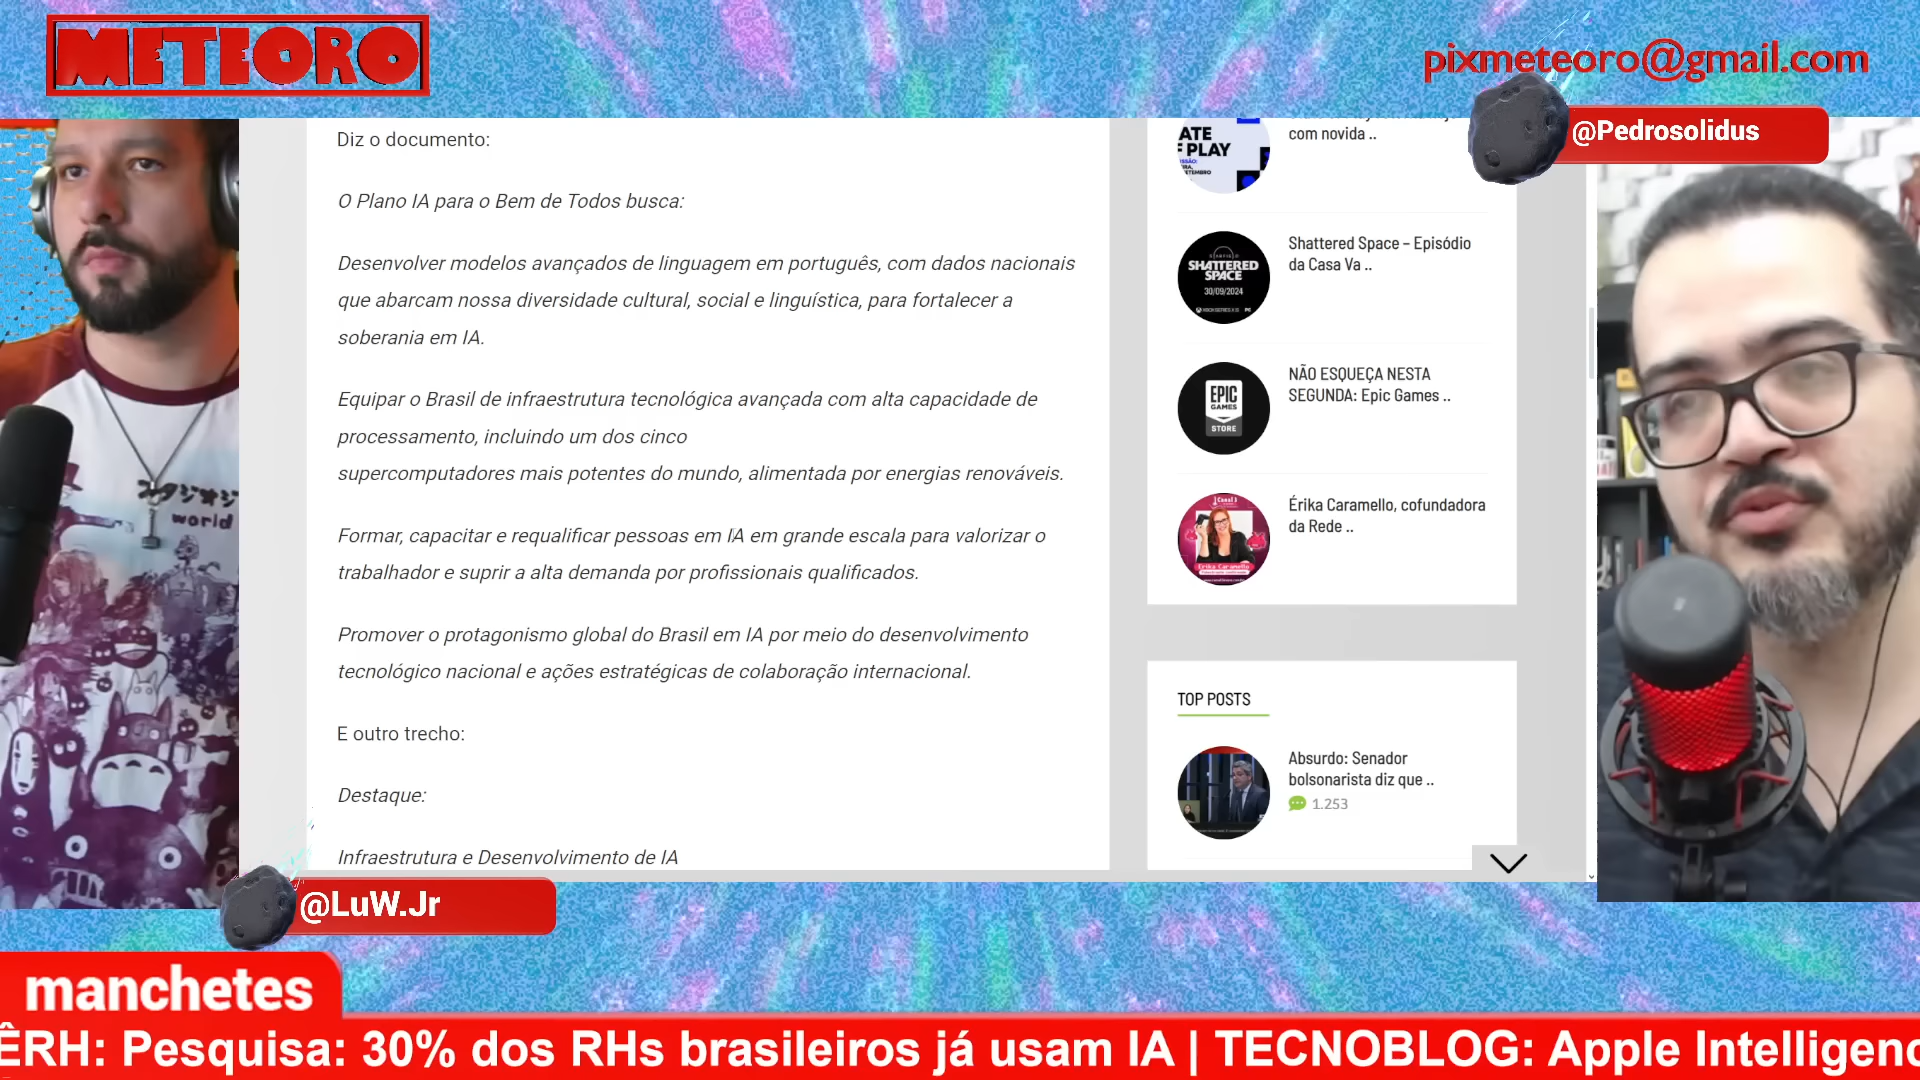 METEORO
pixmeteoro@gmail.com
@Pedrosolidus
Diz o documento:
O Plano IA para o Bem de Todos busca:
Desenvolver modelos avançados de linguagem em português, com dados nacionais
que abarcam nossa diversidade cultural, social e linguística, para fortalecer a
soberania em IA.
Equipar o Brasil de infraestrutura tecnológica avançada com alta capacidade de
processamento, incluindo um dos cinco
supercomputadores mais potentes do mundo, alimentada por energias renováveis.
Formar, capacitar e requalificar pessoas em IA em grande escala para valorizar o
trabalhador e suprir a alta demanda por profissionais qualificados.
Promover o protagonismo global do Brasil em IA por meio do desenvolvimento
tecnológico nacional e ações estratégicas de colaboração internacional.
E outro trecho:
Destaque:
Infraestrutura e Desenvolvimento de IA
ATE
F PLAY
com novida ..
SHATTERED
SPACE
30/09/2024
Shattered Space – Episódio
da Casa Va ..
EPIC
GAMES
STORE
NÃO ESQUEÇA NESTA
SEGUNDA: Epic Games ..
Érika Caramello
Érika Caramello, cofundadora
da Rede ..
TOP POSTS
Absurdo: Senador
bolsonarista diz que ..
1.253
world
@LuW.Jr
manchetes
ÊRH: Pesquisa: 30% dos RHs brasileiros já usam IA | TECNOBLOG: Apple Intelligenc